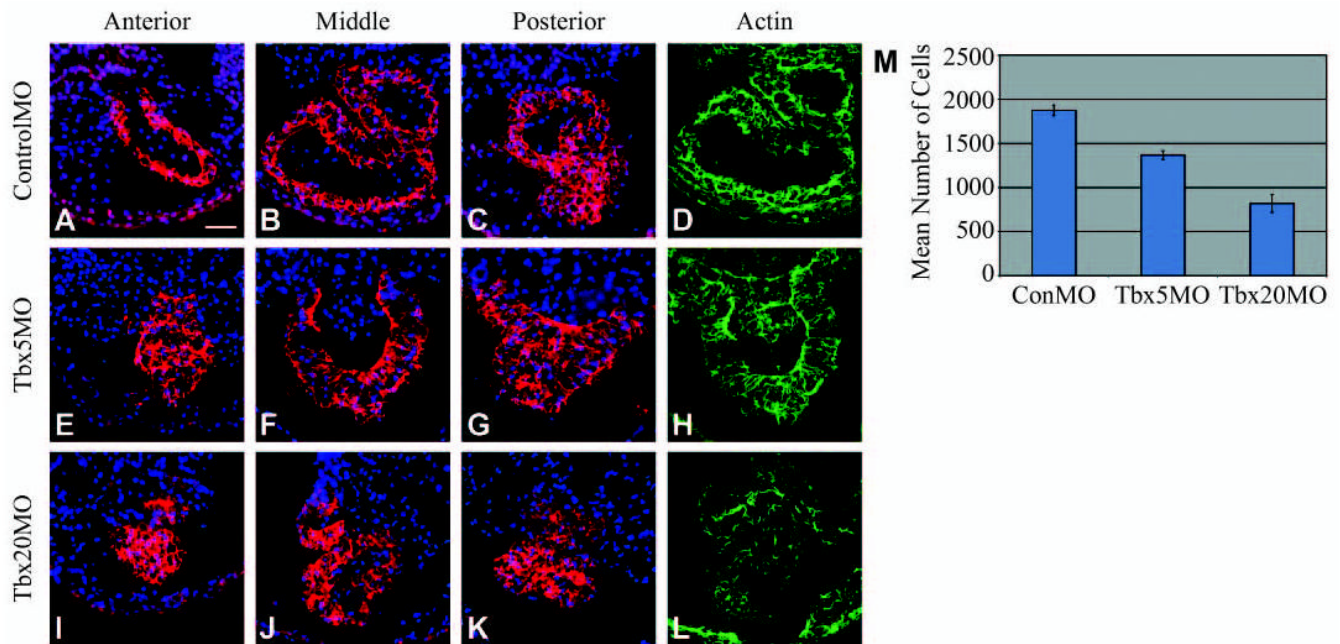 Anterior Middle Posterior Actin
ControlMO
A B C D
Tbx5MO
E F G H
Tbx20MO
I J K L
M
Mean Number of Cells
2500
2000
1500
1000
500
0
ConMO Tbx5MO Tbx20MO